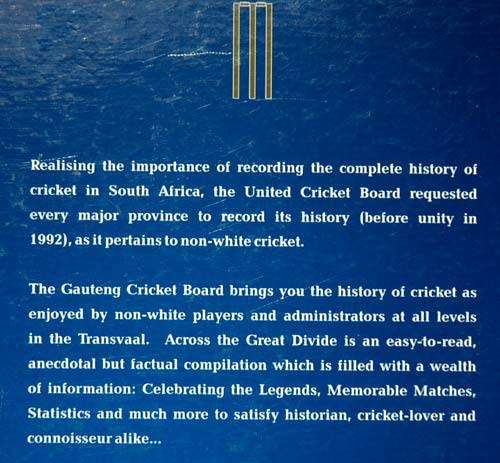 Realising the importance of recording the complete history of
cricket in South Africa, the United Cricket Board requested
every major province to record its history (before unity in
1992), as it pertains to non-white cricket.
The Gauteng Cricket Board brings you the history of cricket as
enjoyed by non-white players and administrators at all levels
in the Transvaal. Across the Great Divide is an easy-to-read,
anecdotal but factual compilation which is filled with a wealth
of information: Celebrating the Legends, Memorable Matches,
Statistics and much more to satisfy historian, cricket-lover and
connoisseur alike...